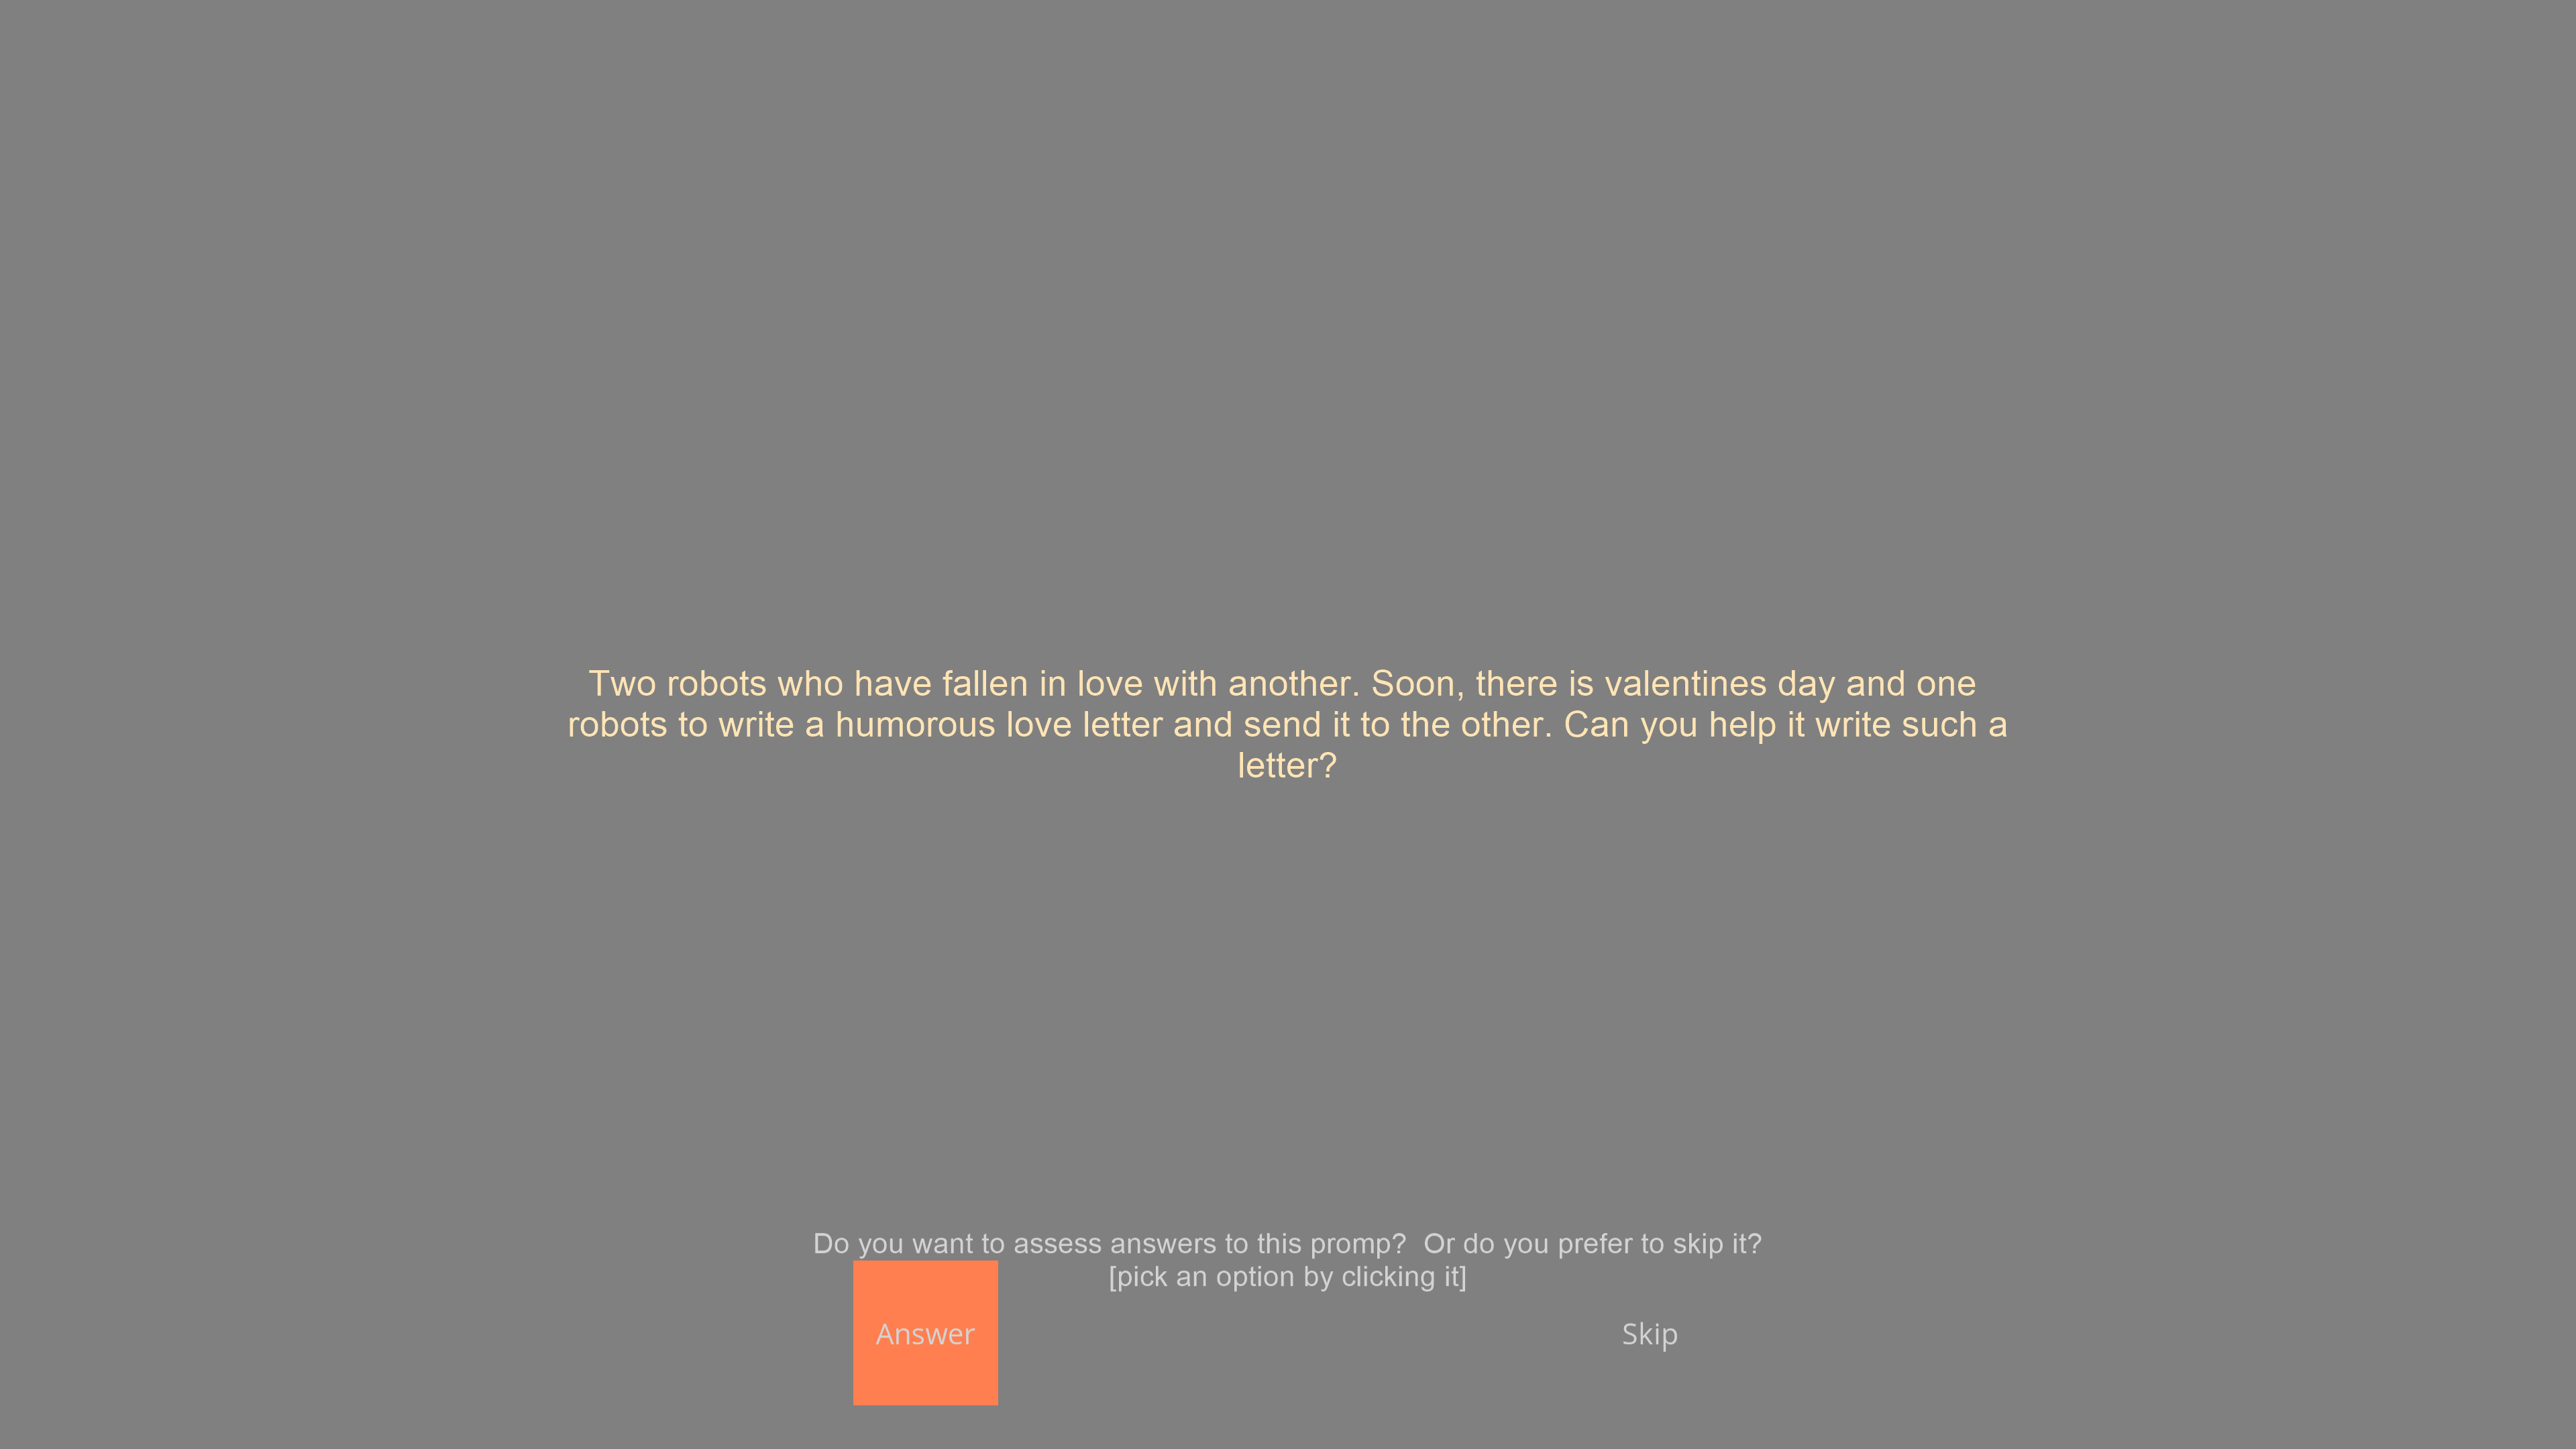 Two robots who have fallen in love with another. Soon, there is valentines day and one
robots to write a humorous love letter and send it to the other. Can you help it write such a
letter?
Do you want to assess answers to this promp?  Or do you prefer to skip it?
[pick an option by clicking it]
Answer
Skip